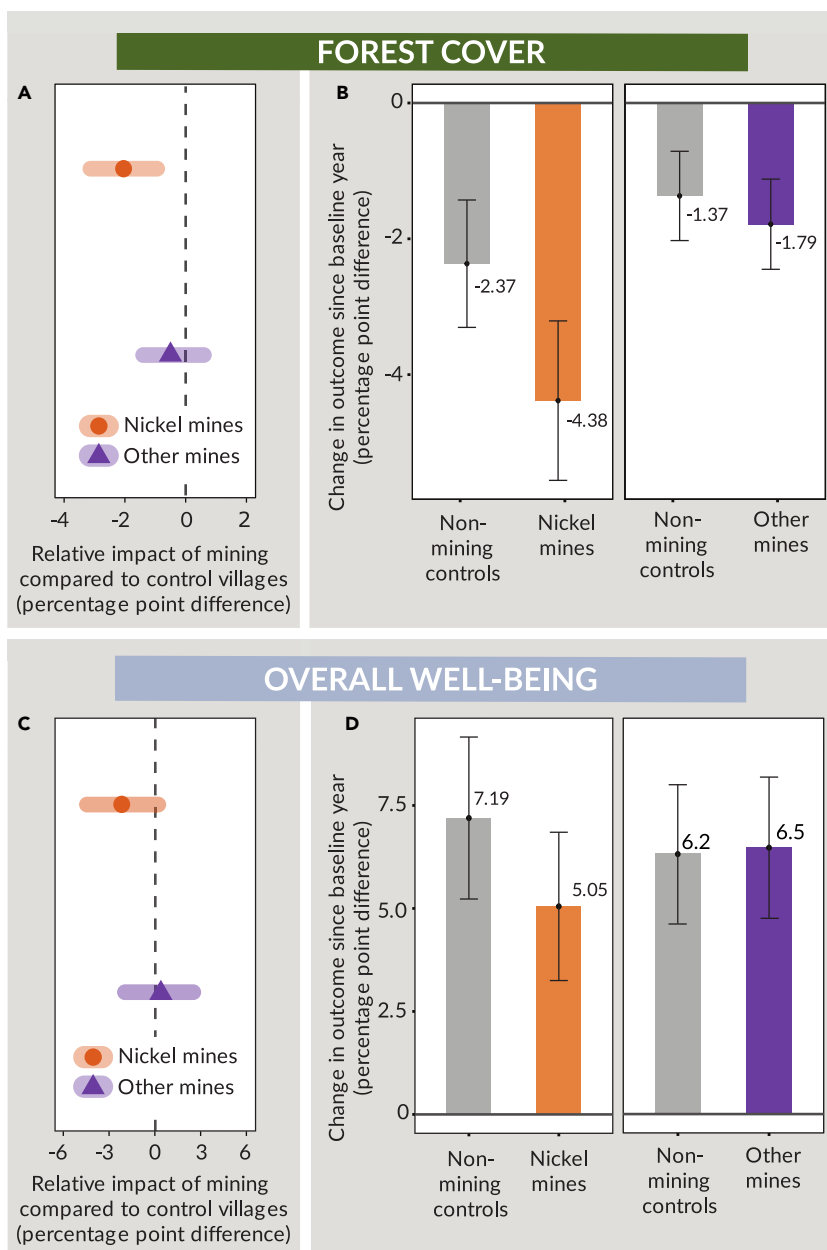 FOREST COVER
A
Nickel mines
Other mines
-4 -2 0 2
Relative impact of mining
compared to control villages
(percentage point difference)
B
Change in outcome since baseline year
(percentage point difference)
0
-2
-4
-2.37
-4.38
-1.37
-1.79
Non-
mining
controls
Nickel
mines
Non-
mining
controls
Other
mines
OVERALL WELL-BEING
C
Nickel mines
Other mines
-6 -3 0 3 6
Relative impact of mining
compared to control villages
(percentage point difference)
D
Change in outcome since baseline year
(percentage point difference)
7.5
5.0
2.5
0
7.19
5.05
6.2
6.5
Non-
mining
controls
Nickel
mines
Non-
mining
controls
Other
mines